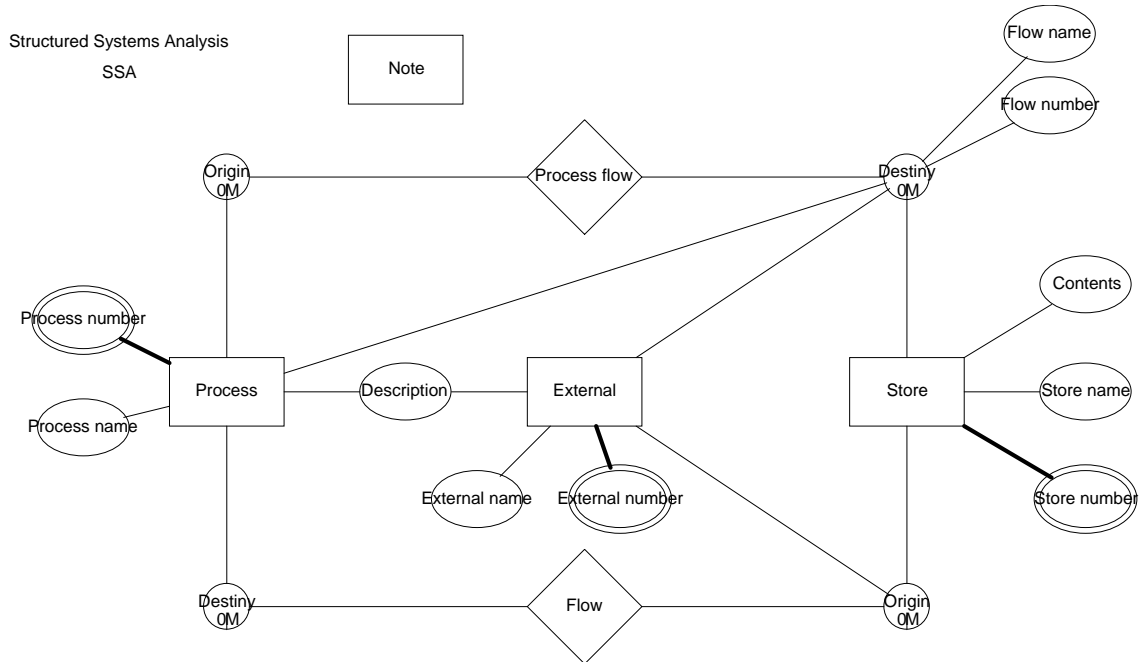 Structured Systems Analysis
SSA
Note
Flow name
Flow number
Origin
0M
Process flow
Destiny
0M
Process number
Contents
Process
Description
External
Store
Store name
Process name
External name
External number
Store number
Destiny
0M
Flow
Origin
0M